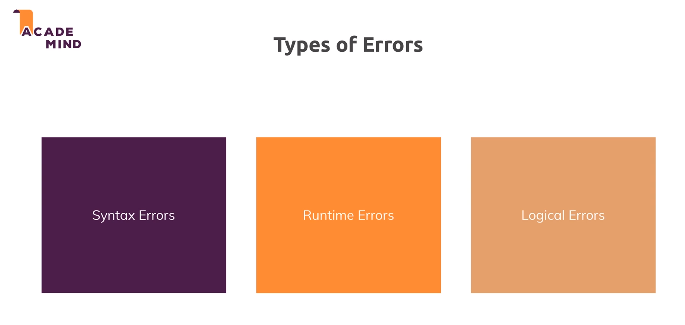 ACADE
MIND
Types of Errors
Syntax Errors
Runtime Errors
Logical Errors